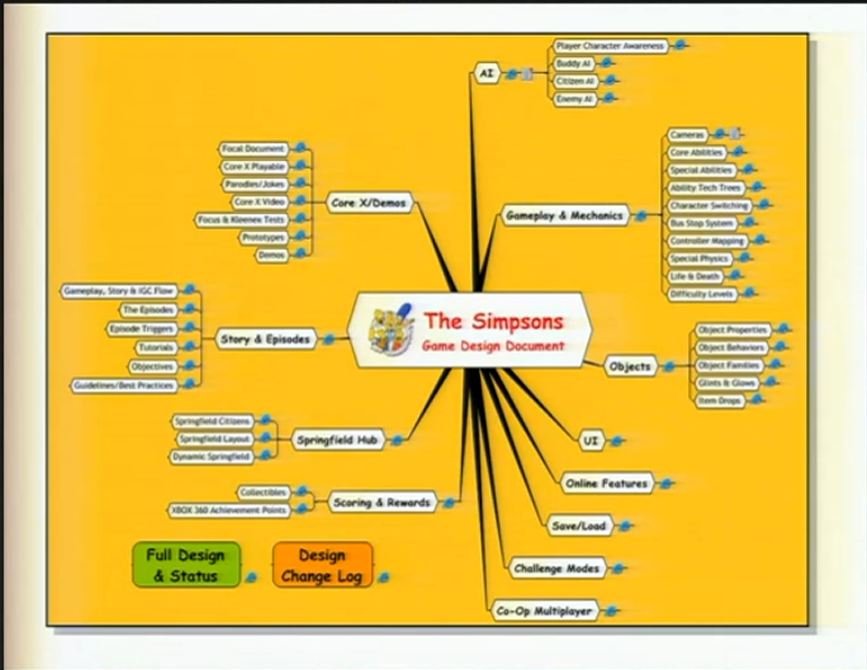 The Simpsons
Game Design Document
AI
Player Character Awareness
Buddy AI
Citizen AI
Enemy AI
Gameplay & Mechanics
Cameras
Core Abilities
Special Abilities
Ability Tech Trees
Character Switching
Bus Stop System
Controller Mapping
Special Physics
Life & Death
Difficulty Levels
Objects
Object Properties
Object Behaviors
Object Families
Glints & Glows
Item Drops
UI
Online Features
Save/Load
Challenge Modes
Co-Op Multiplayer
Core X/Demos
Focal Document
Core X Playable
Parodies/Jokes
Core X Video
Focus & Kleenex Tests
Prototypes
Demos
Story & Episodes
Gameplay, Story & IGC Flow
The Episodes
Episode Triggers
Tutorials
Objectives
Guidelines/Best Practices
Springfield Hub
Springfield Citizens
Springfield Layout
Dynamic Springfield
Scoring & Rewards
Collectibles
XBOX 360 Achievement Points
Full Design
& Status
Design
Change Log